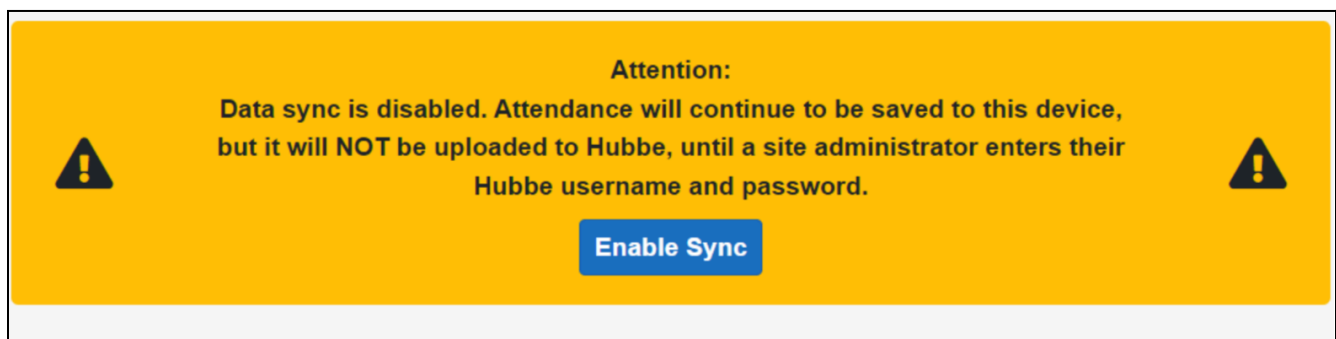 Attention:
Data sync is disabled. Attendance will continue to be saved to this device,
but it will NOT be uploaded to Hubbe, until a site administrator enters their
Hubbe username and password.
Enable Sync